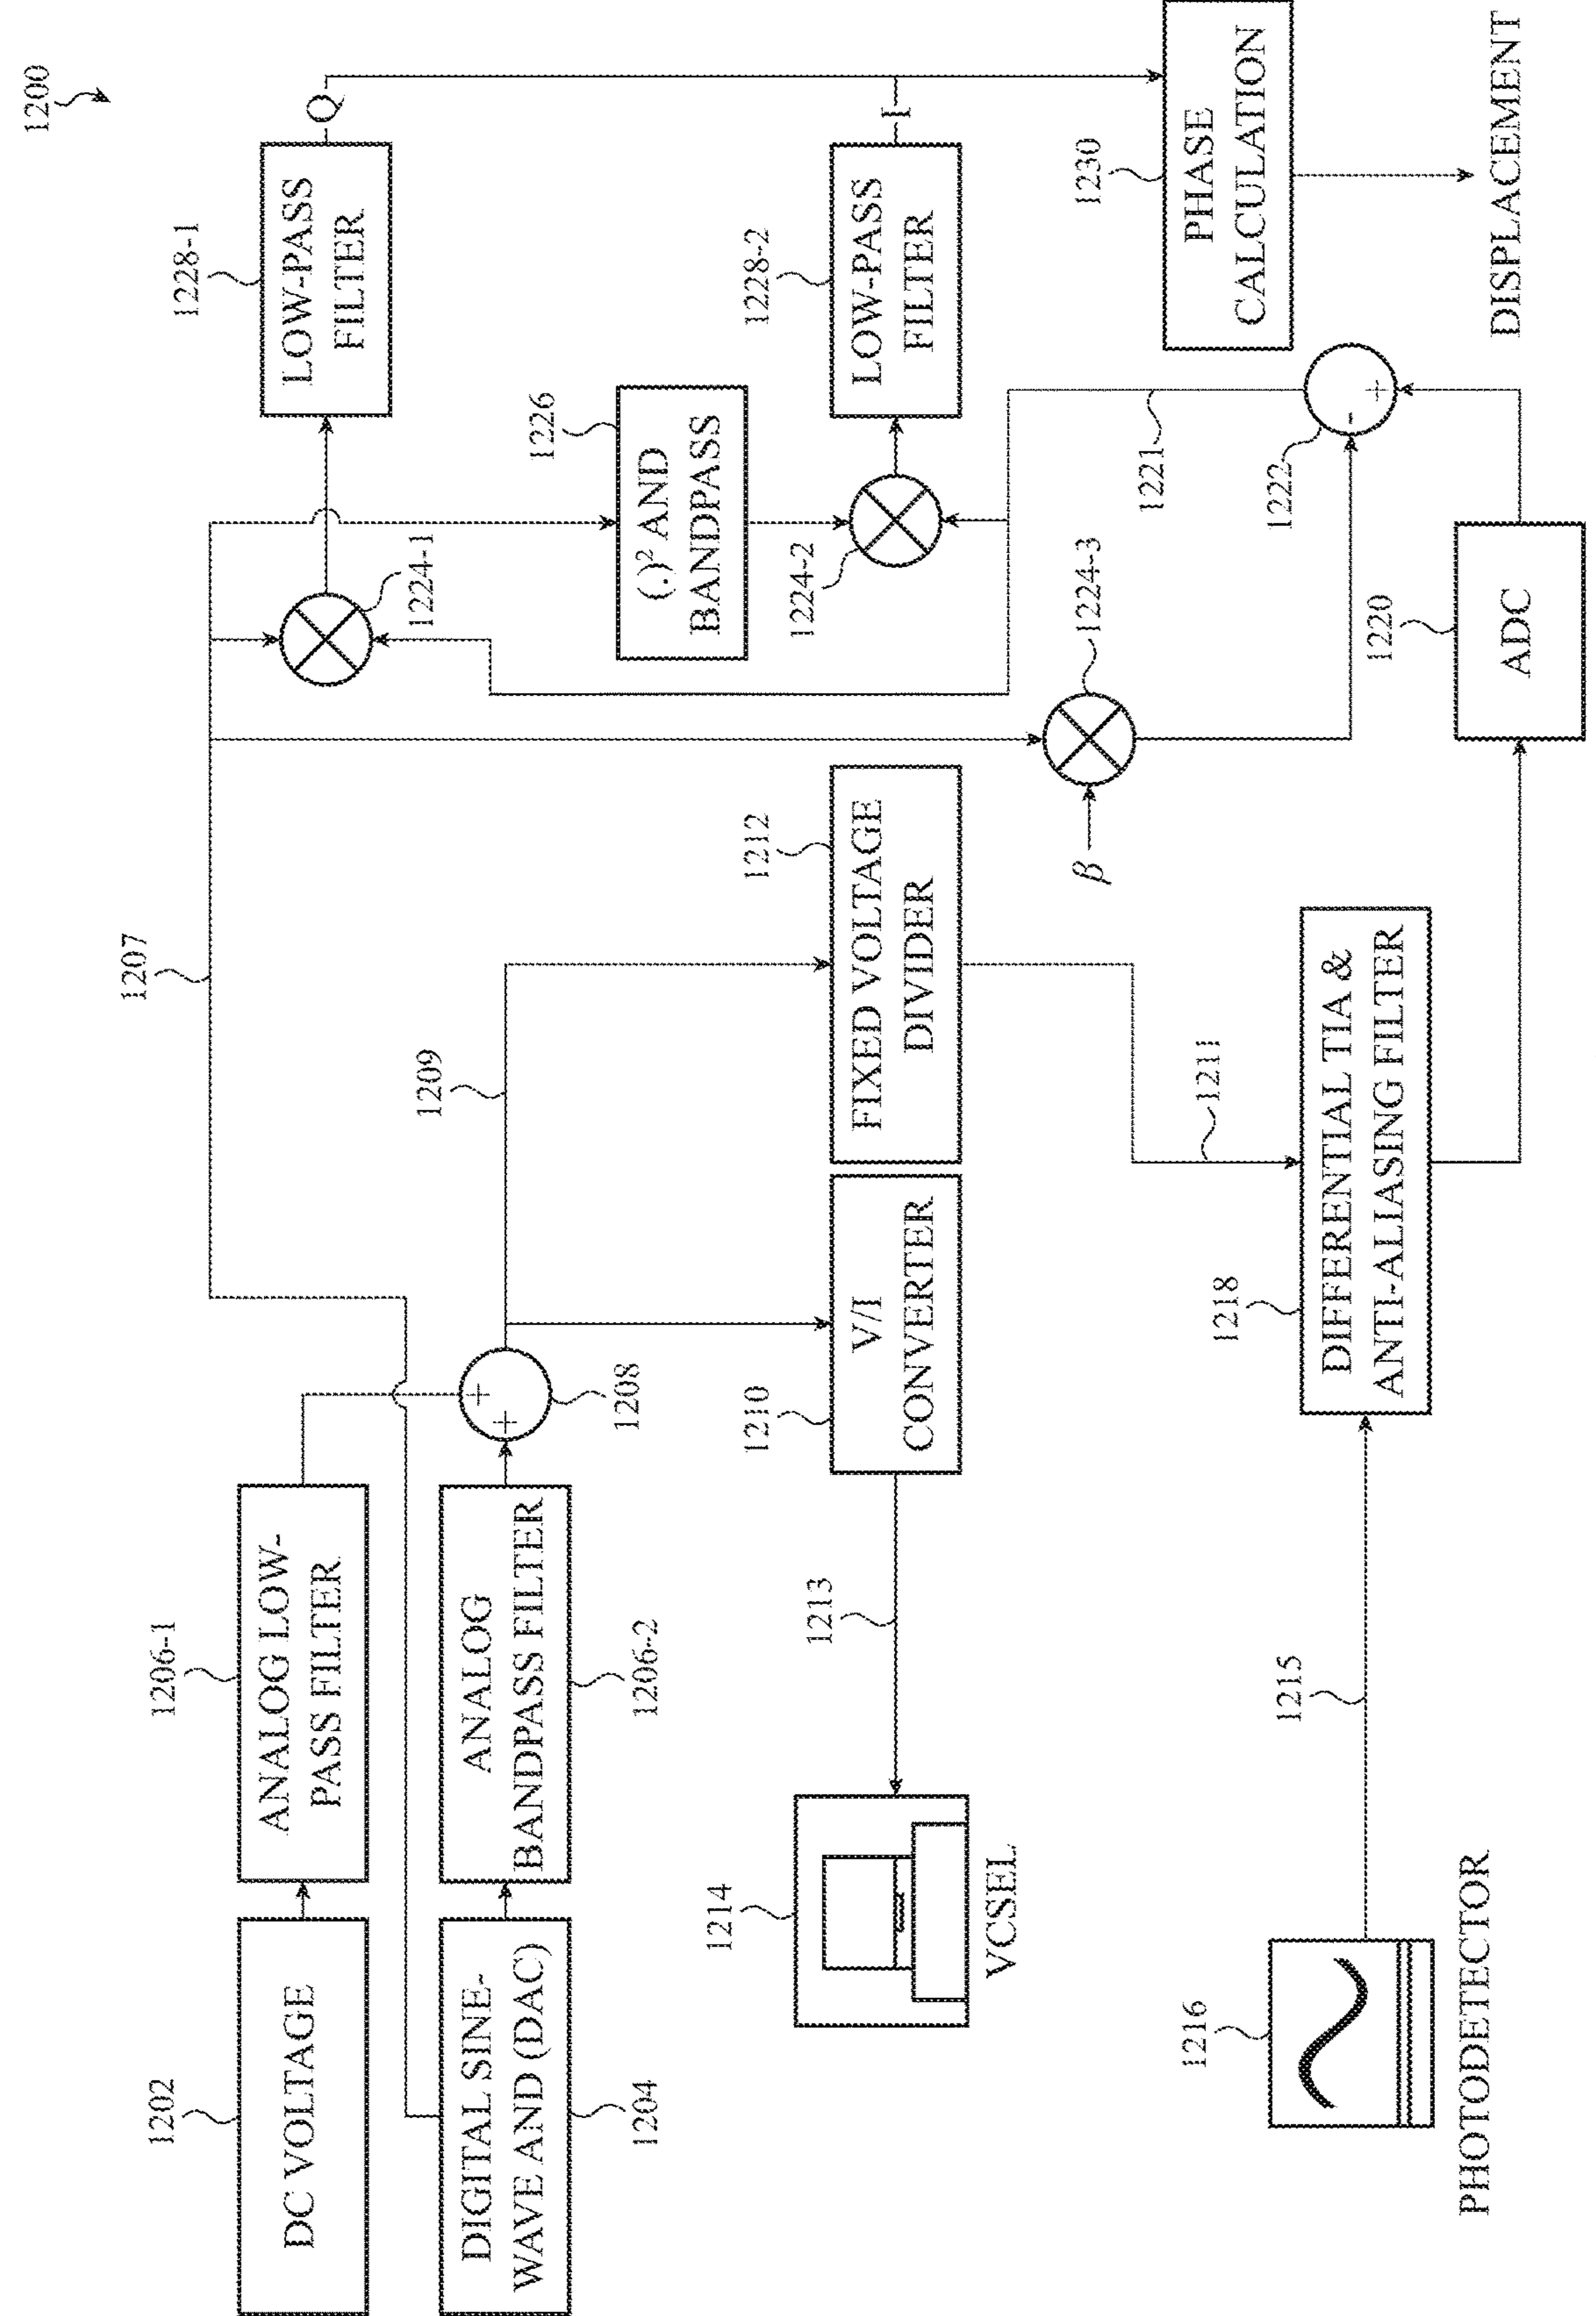 1200
1202
DC VOLTAGE
1206-1
ANALOG LOW-
PASS FILTER
1207
1228-1
LOW-PASS
FILTER
Q
1204
DIGITAL SINE-
WAVE AND (DAC)
1206-2
ANALOG
BANDPASS FILTER
+
+
1208
1209
1224-1
1226
(.)² AND
BANDPASS
1214
VCSEL
1213
1210
V/I
CONVERTER
1212
FIXED VOLTAGE
DIVIDER
1224-2
1228-2
LOW-PASS
FILTER
I
β
1224-3
1221
1230
PHASE
CALCULATION
1216
PHOTODETECTOR
1215
1218
DIFFERENTIAL TIA &
ANTI-ALIASING FILTER
1211
1220
ADC
1222
-
+
DISPLACEMENT